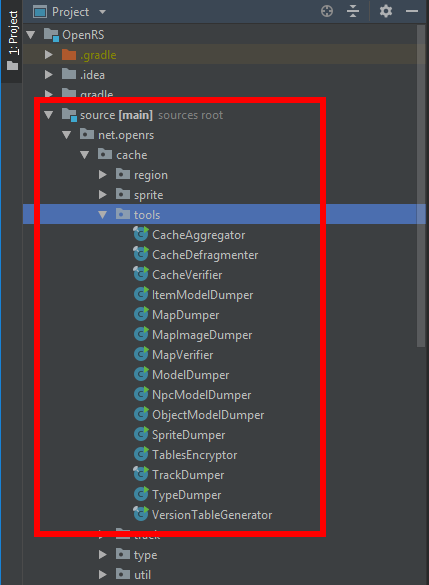 Project
1: Project
OpenRS
.gradle
.idea
gradle
source [main] sources root
net.openrs
cache
region
sprite
tools
CacheAggregator
CacheDefragmenter
CacheVerifier
ItemModelDumper
MapDumper
MapImageDumper
MapVerifier
ModelDumper
NpcModelDumper
ObjectModelDumper
SpriteDumper
TablesEncryptor
TrackDumper
TypeDumper
VersionTableGenerator
track
type
util